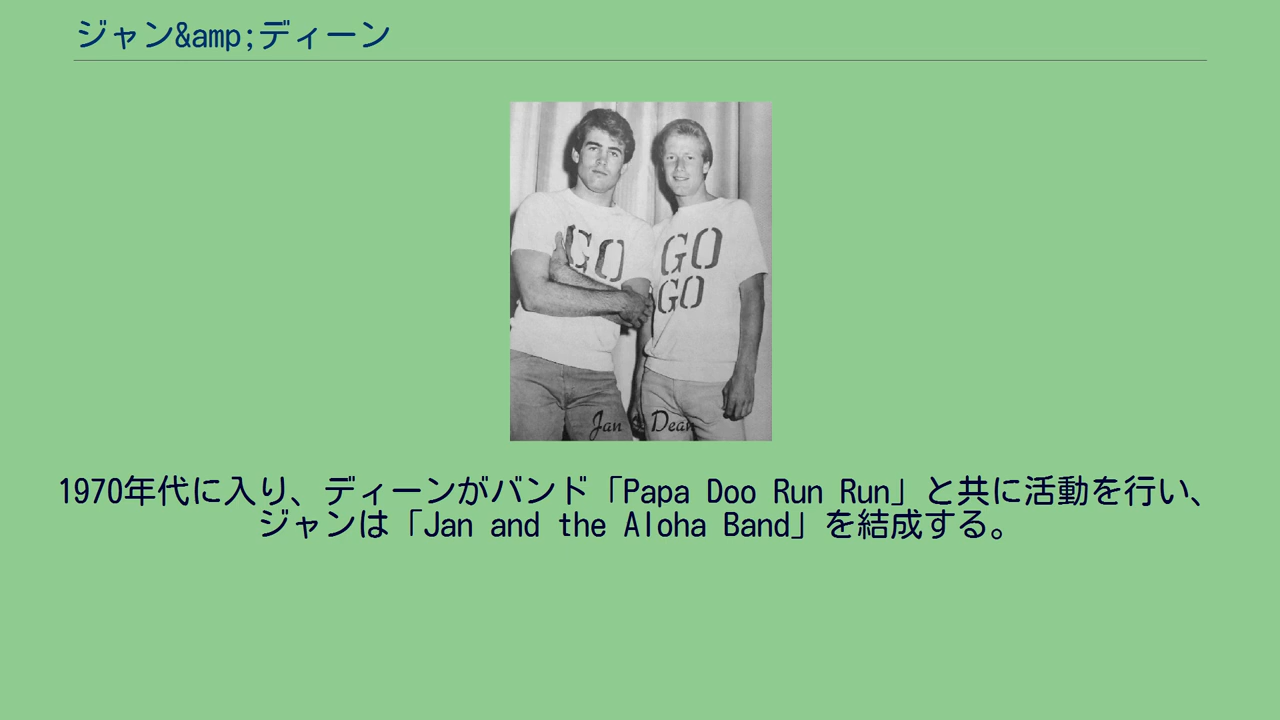 ジャン&amp;ディーン
GO
GO
GO
Jan & Dean
1970年代に入り、ディーンがバンド「Papa Doo Run Run」と共に活動を行い、
ジャンは「Jan and the Aloha Band」を結成する。